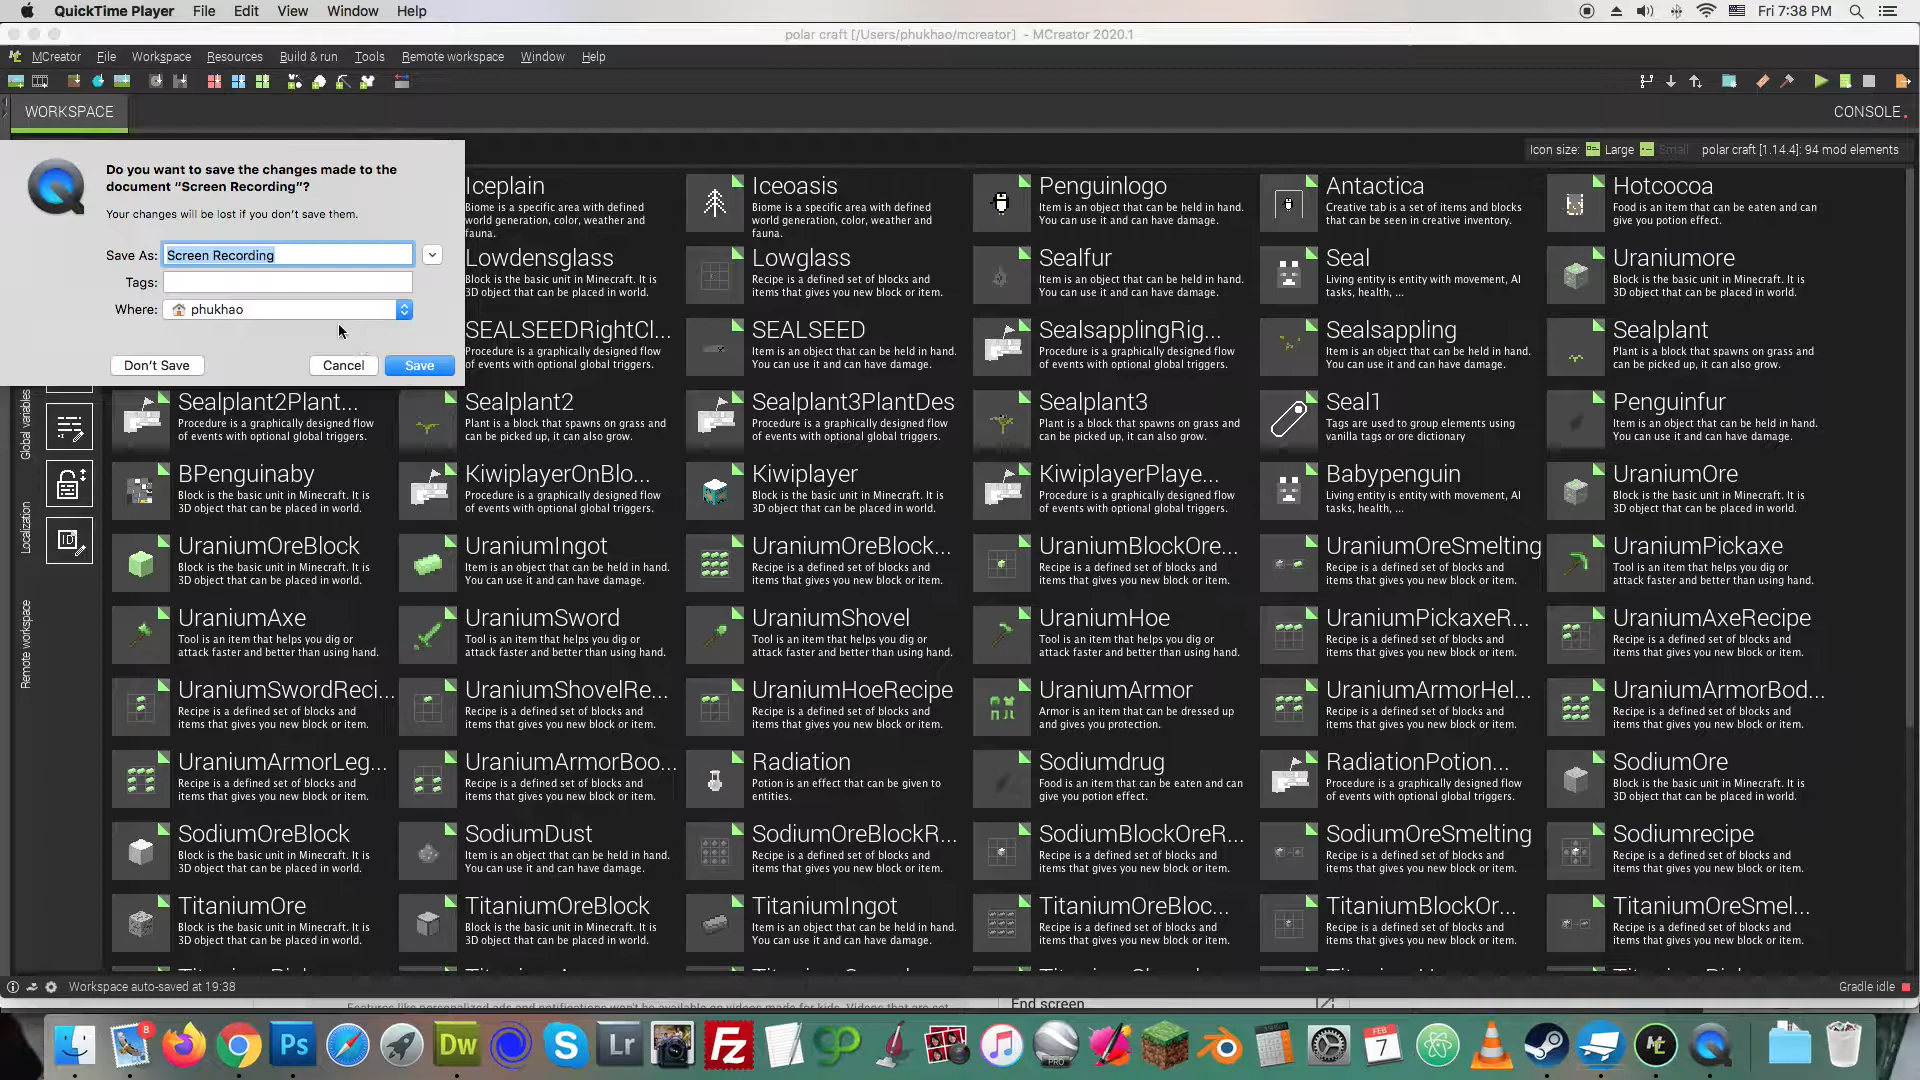 QuickTime Player File Edit View Window Help Fri 7:38 PM
polar craft [/Users/phukhao/mcreator] - MCreator 2020.1
MCreator File Workspace Resources Build & run Tools Remote workspace Window Help
WORKSPACE CONSOLE
Icon size: Large Small polar craft [1.14.4]: 94 mod elements
Do you want to save the changes made to the
document “Screen Recording”?
Your changes will be lost if you don’t save them.
Save As: Screen Recording
Tags:
Where: phukhao
Don’t Save Cancel Save
Global variables
Localization
Remote workspace
Iceplain
Biome is a specific area with defined
world generation, color, weather and
fauna.
Iceoasis
Biome is a specific area with defined
world generation, color, weather and
fauna.
Penguinlogo
Item is an object that can be held in hand.
You can use it and can have damage.
Antactica
Creative tab is a set of items and blocks
that can be seen in creative inventory.
Hotcocoa
Food is an item that can be eaten and can
give you potion effect.
Lowdensglass
Block is the basic unit in Minecraft. It is
3D object that can be placed in world.
Lowglass
Recipe is a defined set of blocks and
items that gives you new block or item.
Sealfur
Item is an object that can be held in hand.
You can use it and can have damage.
Seal
Living entity is entity with movement, AI
tasks, health, ...
Uraniumore
Block is the basic unit in Minecraft. It is
3D object that can be placed in world.
SEALSEEDRightCl...
Procedure is a graphically designed flow
of events with optional global triggers.
SEALSEED
Item is an object that can be held in hand.
You can use it and can have damage.
SealsapplingRig...
Procedure is a graphically designed flow
of events with optional global triggers.
Sealsappling
Item is an object that can be held in hand.
You can use it and can have damage.
Sealplant
Plant is a block that spawns on grass and
can be picked up, it can also grow.
Sealplant2Plant...
Procedure is a graphically designed flow
of events with optional global triggers.
Sealplant2
Plant is a block that spawns on grass and
can be picked up, it can also grow.
Sealplant3PlantDes
Procedure is a graphically designed flow
of events with optional global triggers.
Sealplant3
Plant is a block that spawns on grass and
can be picked up, it can also grow.
Seal1
Tags are used to group elements using
vanilla tags or ore dictionary
Penguinfur
Item is an object that can be held in hand.
You can use it and can have damage.
BPenguinaby
Block is the basic unit in Minecraft. It is
3D object that can be placed in world.
KiwiplayerOnBlo...
Procedure is a graphically designed flow
of events with optional global triggers.
Kiwiplayer
Block is the basic unit in Minecraft. It is
3D object that can be placed in world.
KiwiplayerPlaye...
Procedure is a graphically designed flow
of events with optional global triggers.
Babypenguin
Living entity is entity with movement, AI
tasks, health, ...
UraniumOre
Block is the basic unit in Minecraft. It is
3D object that can be placed in world.
UraniumOreBlock
Block is the basic unit in Minecraft. It is
3D object that can be placed in world.
UraniumIngot
Item is an object that can be held in hand.
You can use it and can have damage.
UraniumOreBlock...
Recipe is a defined set of blocks and
items that gives you new block or item.
UraniumBlockOre...
Recipe is a defined set of blocks and
items that gives you new block or item.
UraniumOreSmelting
Recipe is a defined set of blocks and
items that gives you new block or item.
UraniumPickaxe
Tool is an item that helps you dig or
attack faster and better than using hand.
UraniumAxe
Tool is an item that helps you dig or
attack faster and better than using hand.
UraniumSword
Tool is an item that helps you dig or
attack faster and better than using hand.
UraniumShovel
Tool is an item that helps you dig or
attack faster and better than using hand.
UraniumHoe
Tool is an item that helps you dig or
attack faster and better than using hand.
UraniumPickaxeR...
Recipe is a defined set of blocks and
items that gives you new block or item.
UraniumAxeRecipe
Recipe is a defined set of blocks and
items that gives you new block or item.
UraniumSwordReci...
Recipe is a defined set of blocks and
items that gives you new block or item.
UraniumShovelRe...
Recipe is a defined set of blocks and
items that gives you new block or item.
UraniumHoeRecipe
Recipe is a defined set of blocks and
items that gives you new block or item.
UraniumArmor
Armor is an item that can be dressed up
and gives you protection.
UraniumArmorHel...
Recipe is a defined set of blocks and
items that gives you new block or item.
UraniumArmorBod...
Recipe is a defined set of blocks and
items that gives you new block or item.
UraniumArmorLeg...
Recipe is a defined set of blocks and
items that gives you new block or item.
UraniumArmorBoo...
Recipe is a defined set of blocks and
items that gives you new block or item.
Radiation
Potion is an effect that can be given to
entities.
Sodiumdrug
Food is an item that can be eaten and can
give you potion effect.
RadiationPotion...
Procedure is a graphically designed flow
of events with optional global triggers.
SodiumOre
Block is the basic unit in Minecraft. It is
3D object that can be placed in world.
SodiumOreBlock
Block is the basic unit in Minecraft. It is
3D object that can be placed in world.
SodiumDust
Item is an object that can be held in hand.
You can use it and can have damage.
SodiumOreBlockR...
Recipe is a defined set of blocks and
items that gives you new block or item.
SodiumBlockOreR...
Recipe is a defined set of blocks and
items that gives you new block or item.
SodiumOreSmelting
Recipe is a defined set of blocks and
items that gives you new block or item.
Sodiumrecipe
Recipe is a defined set of blocks and
items that gives you new block or item.
TitaniumOre
Block is the basic unit in Minecraft. It is
3D object that can be placed in world.
TitaniumOreBlock
Block is the basic unit in Minecraft. It is
3D object that can be placed in world.
TitaniumIngot
Item is an object that can be held in hand.
You can use it and can have damage.
TitaniumOreBloc...
Recipe is a defined set of blocks and
items that gives you new block or item.
TitaniumBlockOr...
Recipe is a defined set of blocks and
items that gives you new block or item.
TitaniumOreSmel...
Recipe is a defined set of blocks and
items that gives you new block or item.
Workspace auto-saved at 19:38 Gradle idle
End screen
8 Ps Dw Lr Fz PRO FEB 7